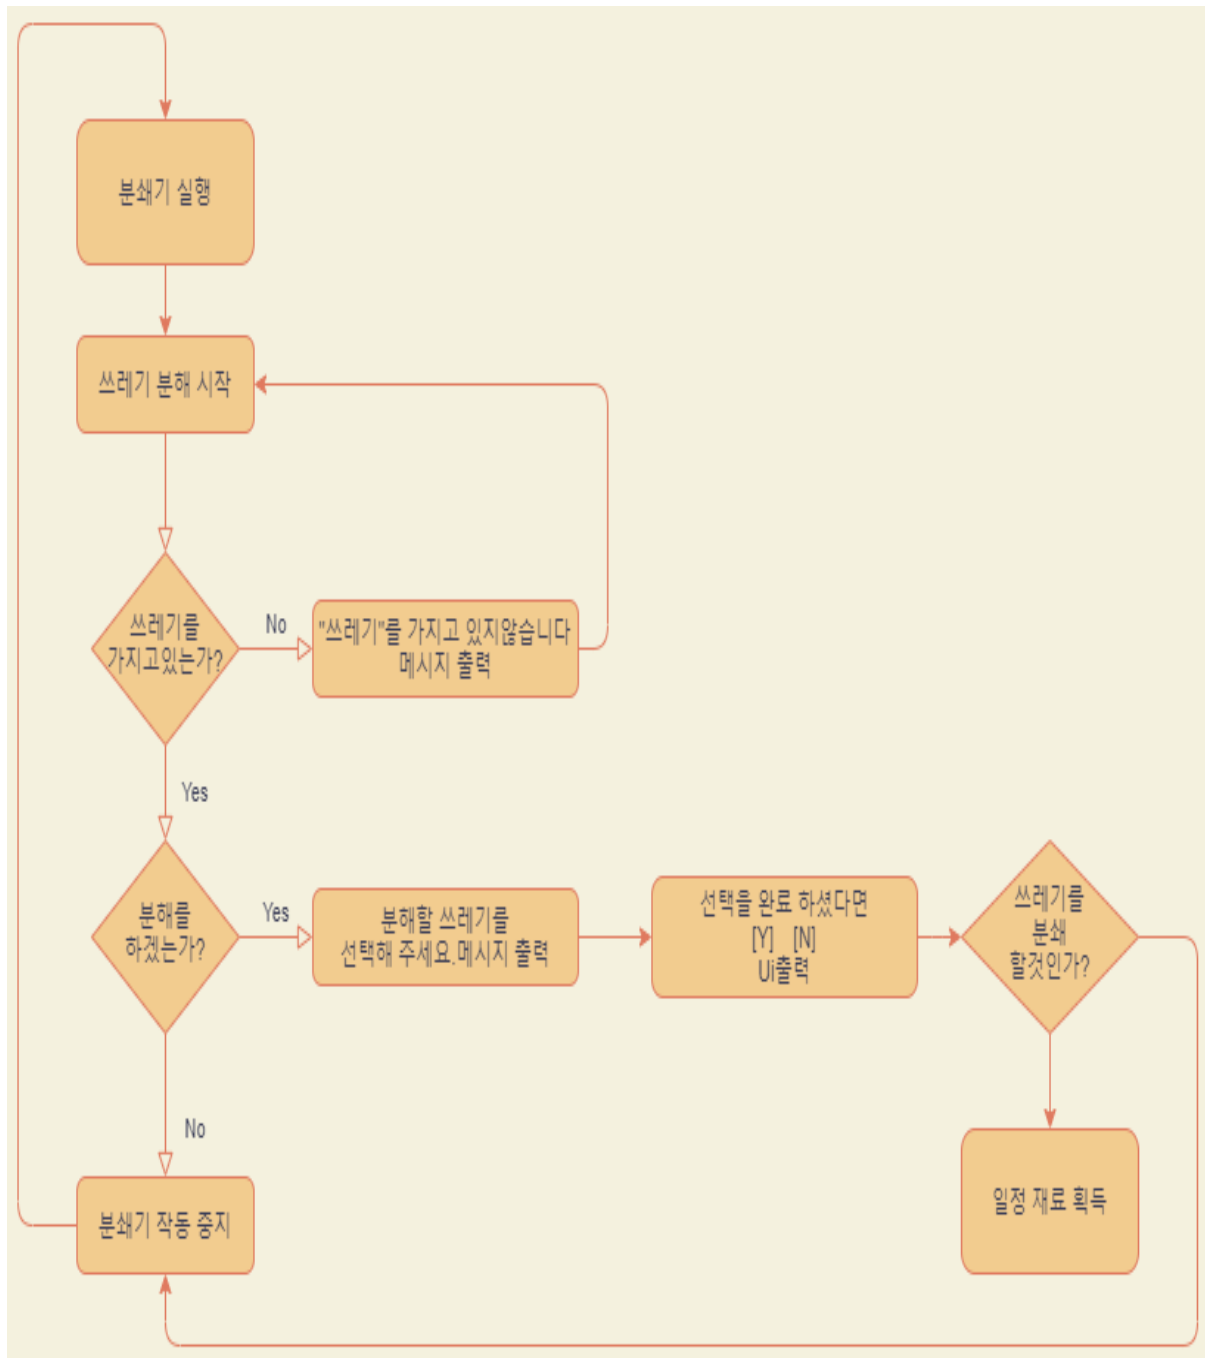 분쇄기 실행
쓰레기 분해 시작
쓰레기를
가지고있는가?
No
"쓰레기"를 가지고 있지않습니다
메시지 출력
Yes
분해를
하겠는가?
Yes
분해할 쓰레기를
선택해 주세요.메시지 출력
선택을 완료 하셨다면
[Y] [N]
Ui출력
쓰레기를
분쇄
할것인가?
No
분쇄기 작동 중지
일정 재료 획득